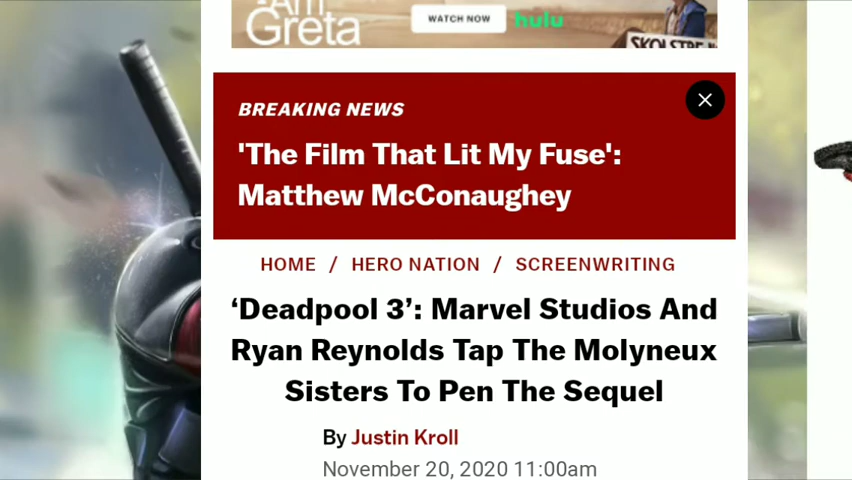 I Am
Greta
WATCH NOW
hulu
SKOLSTREJK
BREAKING NEWS
'The Film That Lit My Fuse':
Matthew McConaughey
HOME / HERO NATION / SCREENWRITING
‘Deadpool 3’: Marvel Studios And
Ryan Reynolds Tap The Molyneux
Sisters To Pen The Sequel
By Justin Kroll
November 20, 2020 11:00am